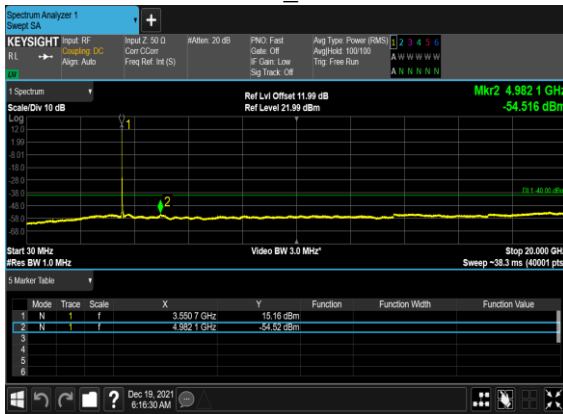 Spectrum Analyzer 1
Swept SA
KEYSIGHT
RL
Input: RF
Coupling: DC
Align: Auto
Input Z: 50 Ω
Corr CCorr
Freq Ref: Int (S)
#Atten: 20 dB
PNO: Fast
Gate: Off
IF Gain: Low
Sig Track: Off
Avg Type: Power (RMS)
Avg|Hold: 100/100
Trig: Free Run
1 2 3 4 5 6
A W W W W W
A N N N N N
1 Spectrum
Scale/Div 10 dB
Ref Lvl Offset 11.99 dB
Ref Level 21.99 dBm
Mkr2 4.982 1 GHz
-54.516 dBm
Log
12.0
1.99
-8.01
-18.0
-28.0
-38.0
-48.0
-58.0
-68.0
1
2
DL1 -40.00 dBm
Start 30 MHz
#Res BW 1.0 MHz
Video BW 3.0 MHz*
Stop 20.000 GHz
Sweep ~38.3 ms (40001 pts)
5 Marker Table
Mode Trace Scale X Y Function Function Width Function Value
1 N 1 f 3.550 7 GHz 15.16 dBm
2 N 1 f 4.982 1 GHz -54.52 dBm
3
4
5
6
?
Dec 19, 2021
6:16:30 AM